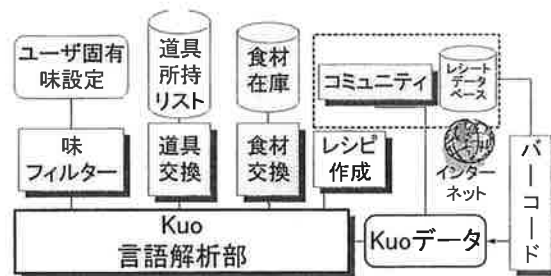 ユーザ固有
味設定
道具
所持
リスト
食材
在庫
コミュニティ
レシート
データ
ベース
味
フィルター
道具
交換
食材
交換
レシピ
作成
インター
ネット
バーコード
Kuo
言語解析部
Kuoデータ